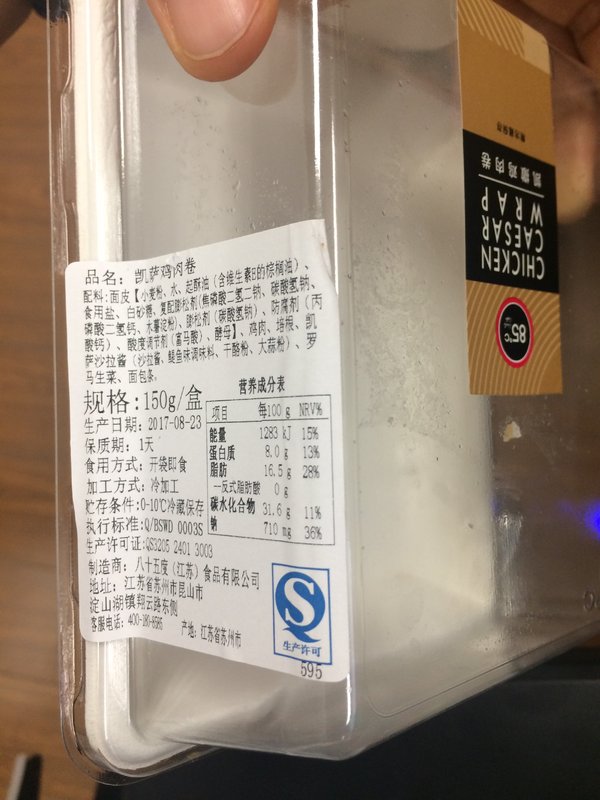 品名：凯萨鸡肉卷
配料：面皮【小麦粉、水、起酥油（含维生素E的棕榈油）、
食用盐、白砂糖、复配膨松剂（焦磷酸二氢二钠、碳酸氢钠、
磷酸二氢钙、木薯淀粉）、膨松剂（碳酸氢钠）、防腐剂（丙
酸钙）、酸度调节剂（富马酸）、酵母】、鸡肉、培根、凯
萨沙拉酱（沙拉酱、鳀鱼味调味料、干酪粉、大蒜粉）、罗
马生菜、面包条。
规格：150g/盒
生产日期：2017-08-23
保质期：1天
食用方式：开袋即食
加工方式：冷加工
贮存条件：0-10℃冷藏保存
执行标准：Q/BSWD 0003S
生产许可证：QS3205 2401 3003
制造商：八十五度（江苏）食品有限公司
地址：江苏省苏州市昆山市
淀山湖镇翔云路东侧
客服电话：400-180-8585 产地：江苏省苏州市
营养成分表
项目 每100 g NRV%
能量 1283 kJ 15%
蛋白质 8.0 g 13%
脂肪 16.5 g 28%
—反式脂肪酸 0 g
碳水化合物 31.6 g 11%
钠 710 mg 36%
生产许可
595
85℃
CHICKEN
CAESAR
WRAP
凯撒鸡肉卷